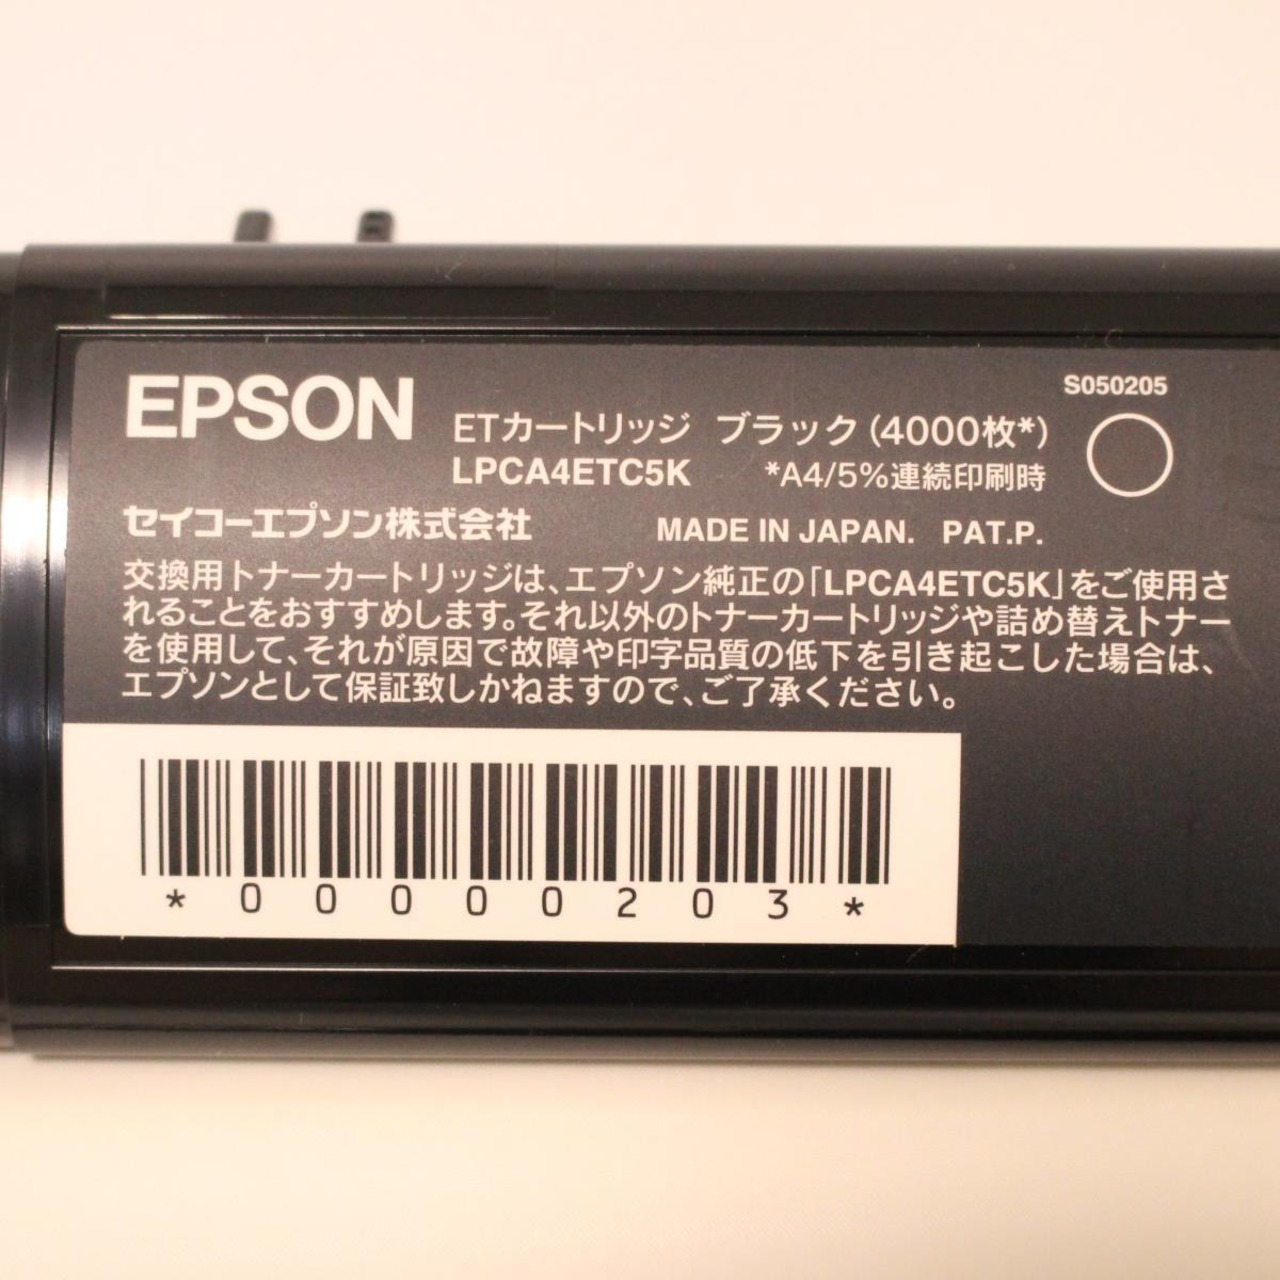 S050205
EPSON
ETカートリッジ ブラック(4000枚*)
LPCA4ETC5K *A4/5%連続印刷時
セイコーエプソン株式会社 MADE IN JAPAN. PAT.P.
交換用トナーカートリッジは、エプソン純正の「LPCA4ETC5K」をご使用さ
れることをおすすめします。それ以外のトナーカートリッジや詰め替えトナー
を使用して、それが原因で故障や印字品質の低下を引き起こした場合は、
エプソンとして保証致しかねますので、ご了承ください。
*00000203*